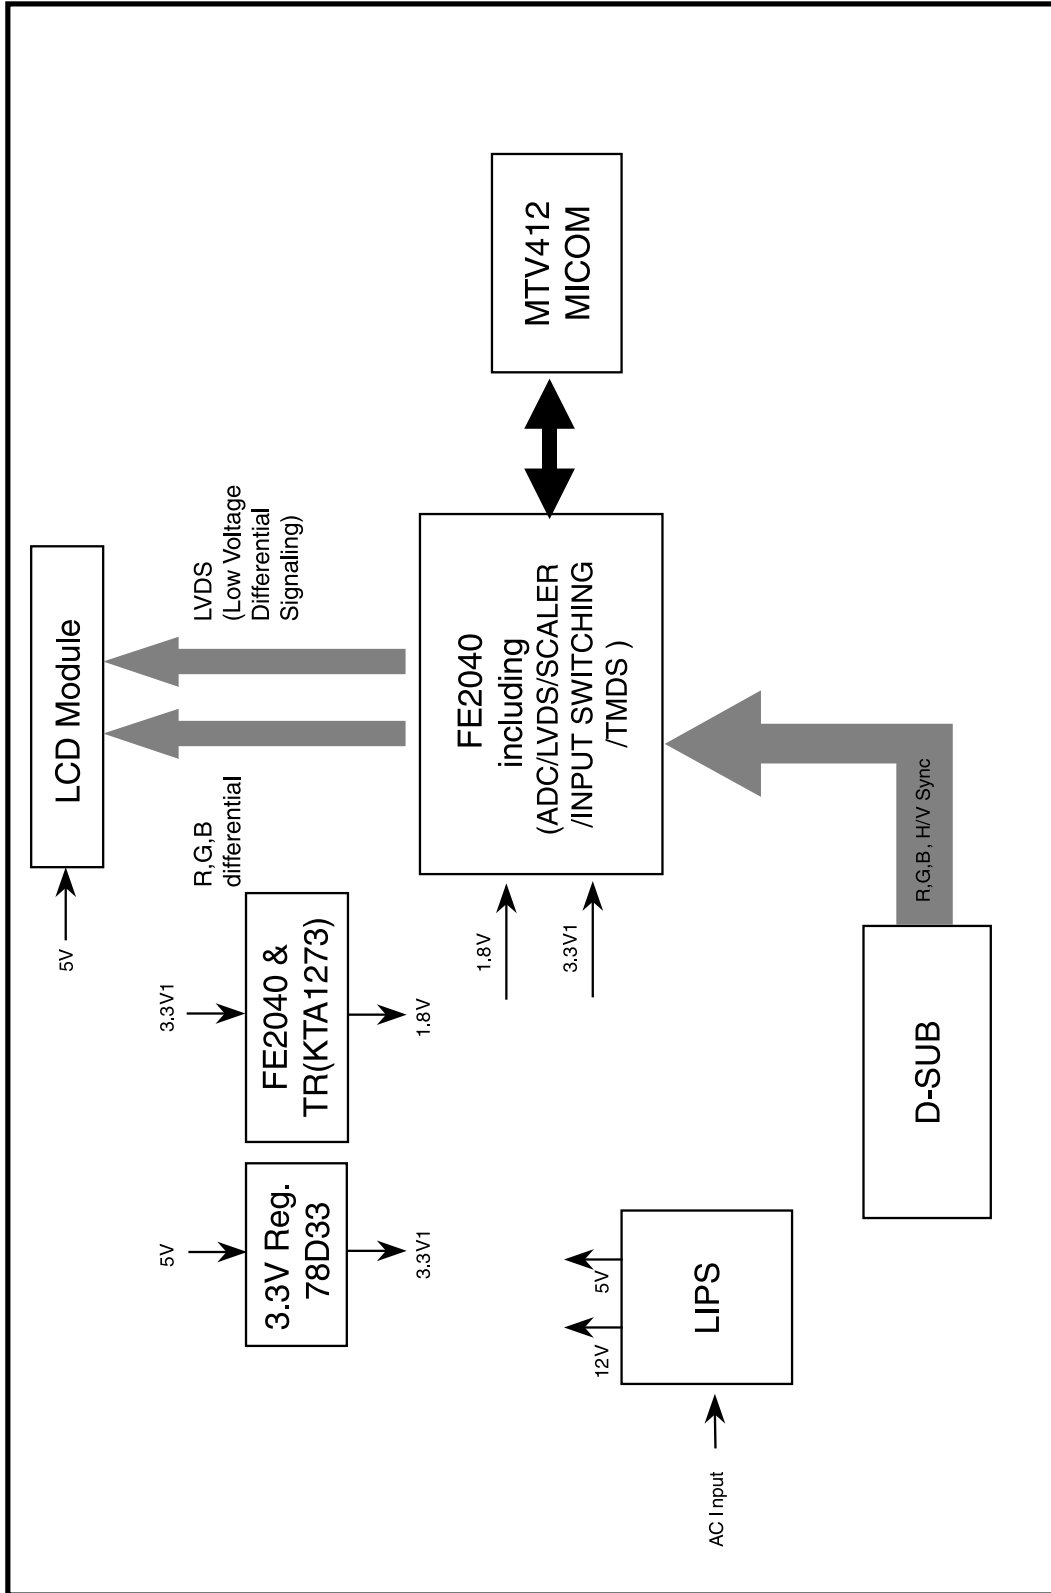 LCD Module
5V
R,G,B
differential
LVDS
(Low Voltage
Differential
Signaling)
3.3V1
FE2040 &
TR(KTA1273)
1.8V
5V
3.3V Reg.
78D33
3.3V1
MTV412
MICOM
FE2040
including
(ADC/LVDS/SCALER
/INPUT SWITCHING
/TMDS )
1.8V
3.3V1
12V
5V
LIPS
AC Input
D-SUB
R,G,B, H/V Sync